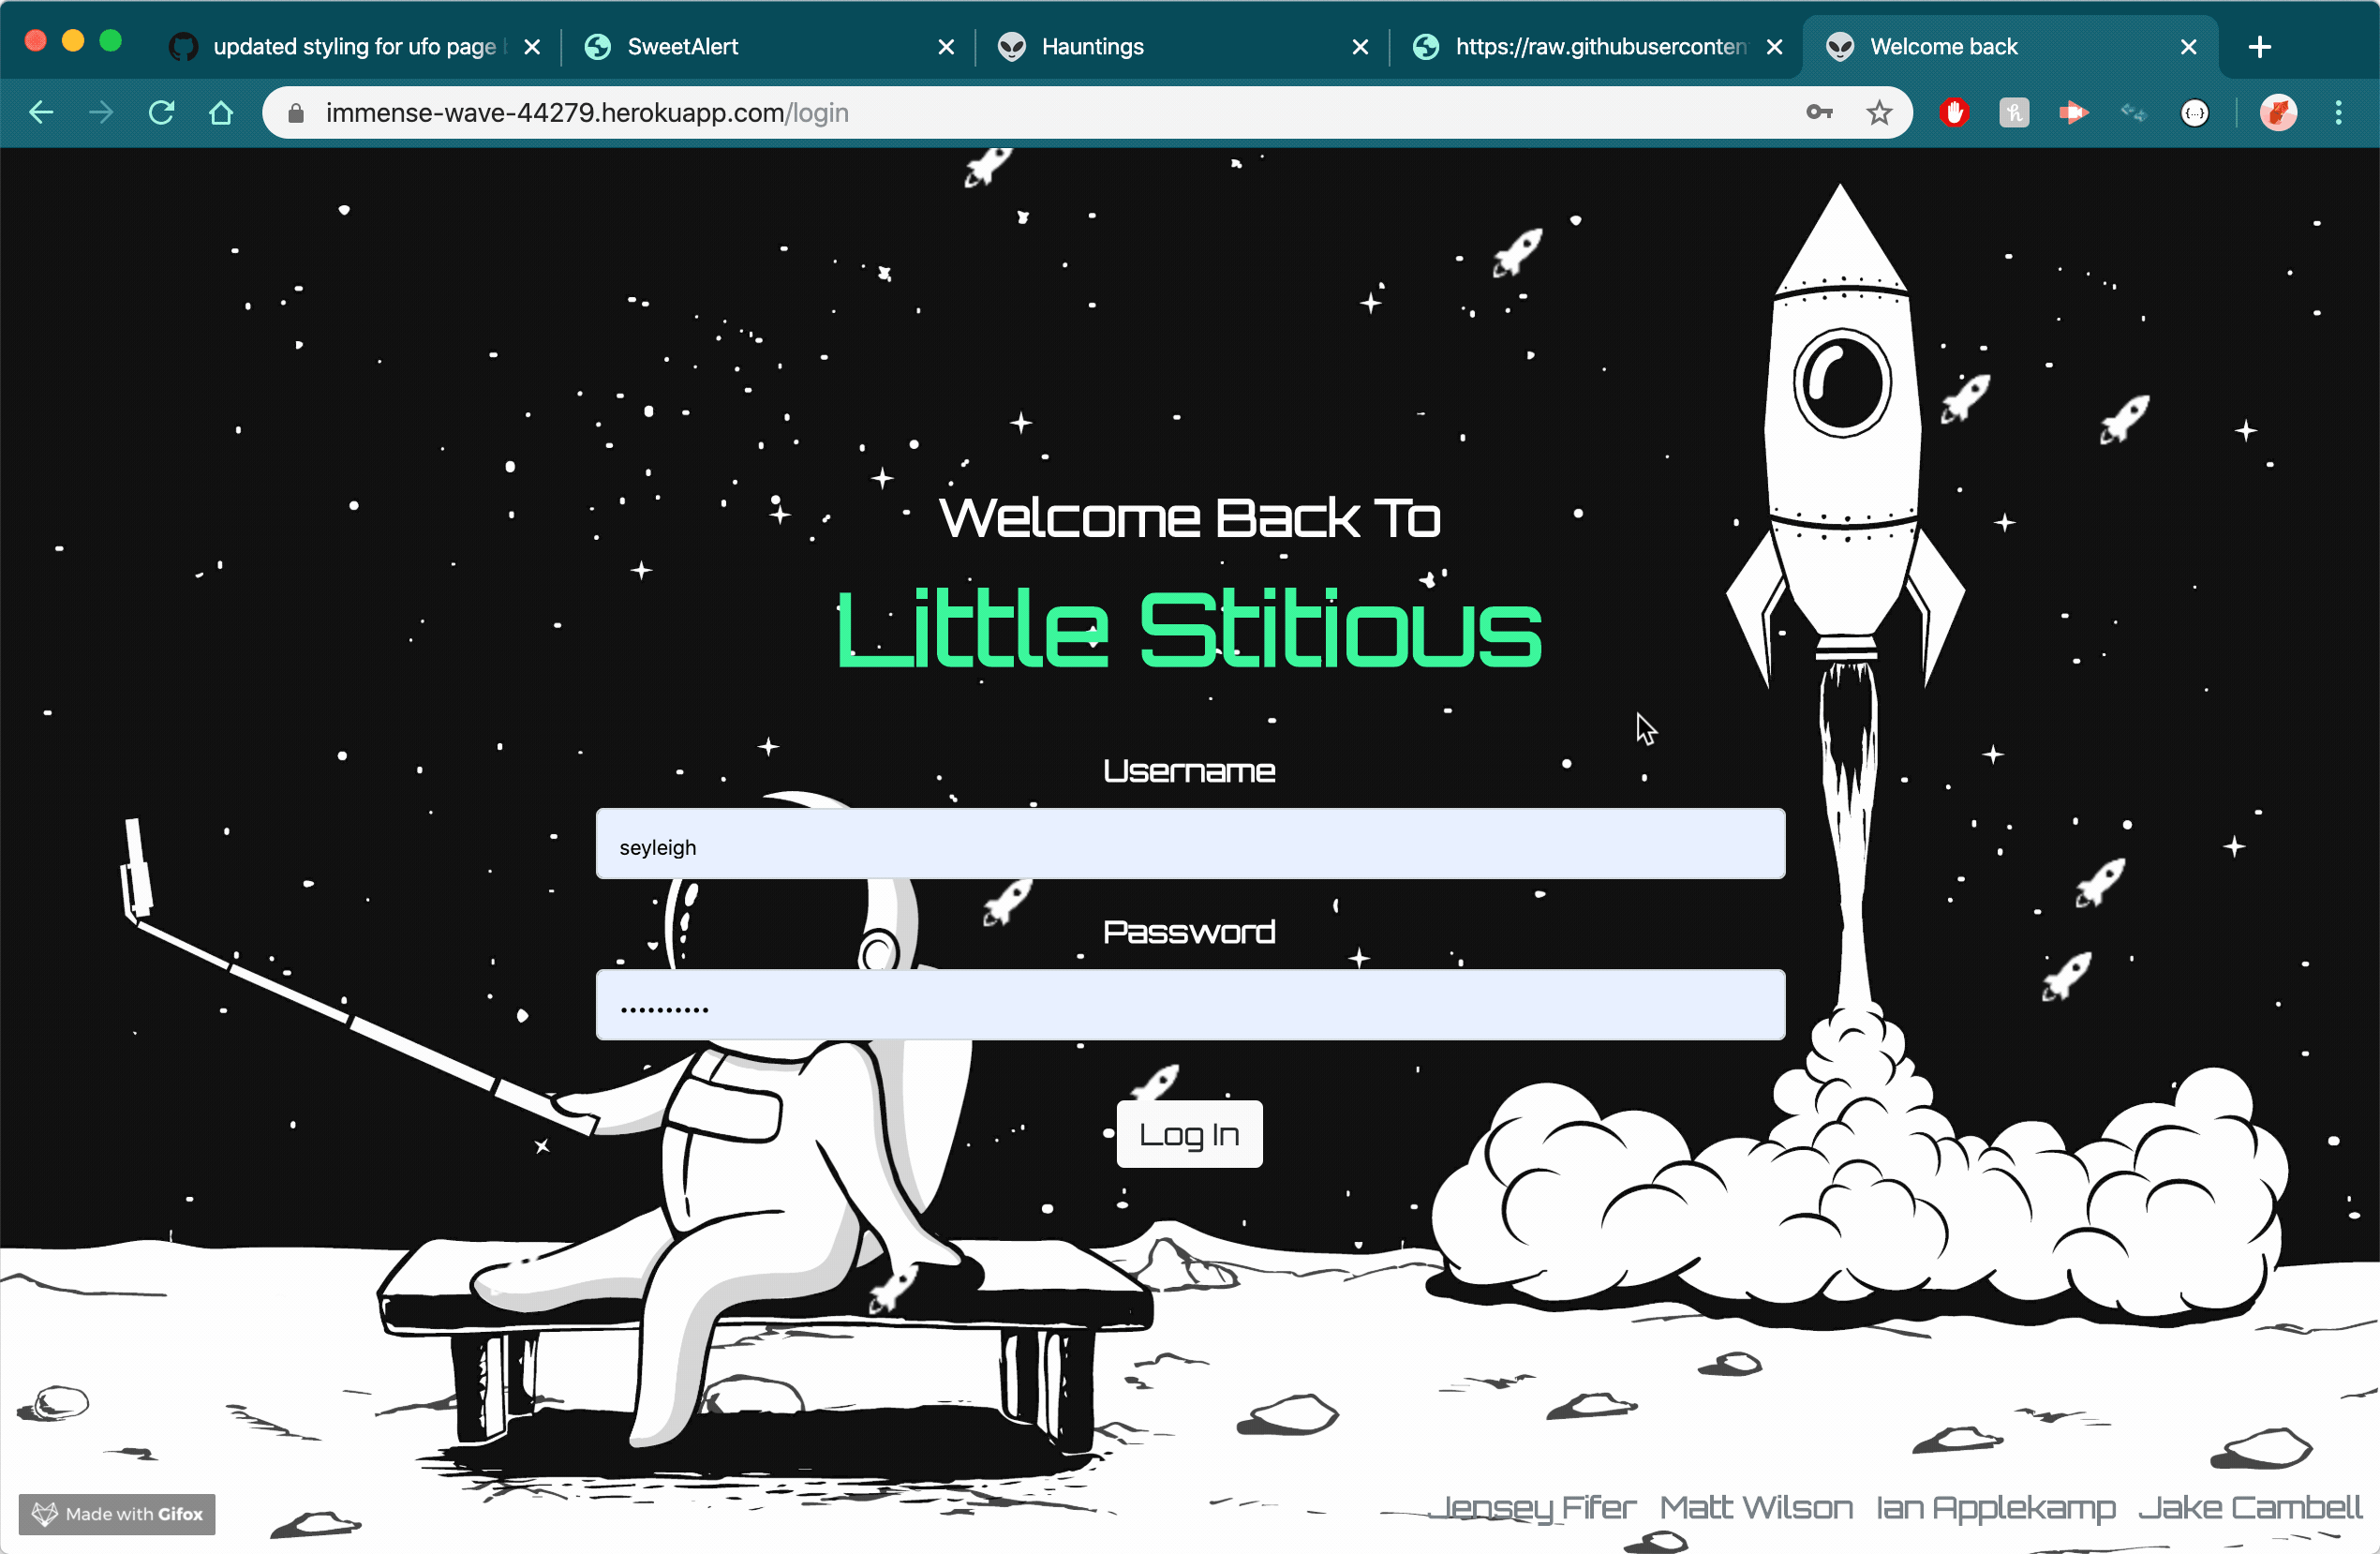 updated styling for ufo page
SweetAlert
Hauntings
https://raw.githubusercontent
Welcome back
immense-wave-44279.herokuapp.com/login
Welcome Back To
Little Stitious
Username
seyleigh
Password
••••••••••
Log In
Made with Gifox
Jensey Fifer Matt Wilson Ian Applekamp Jake Cambell